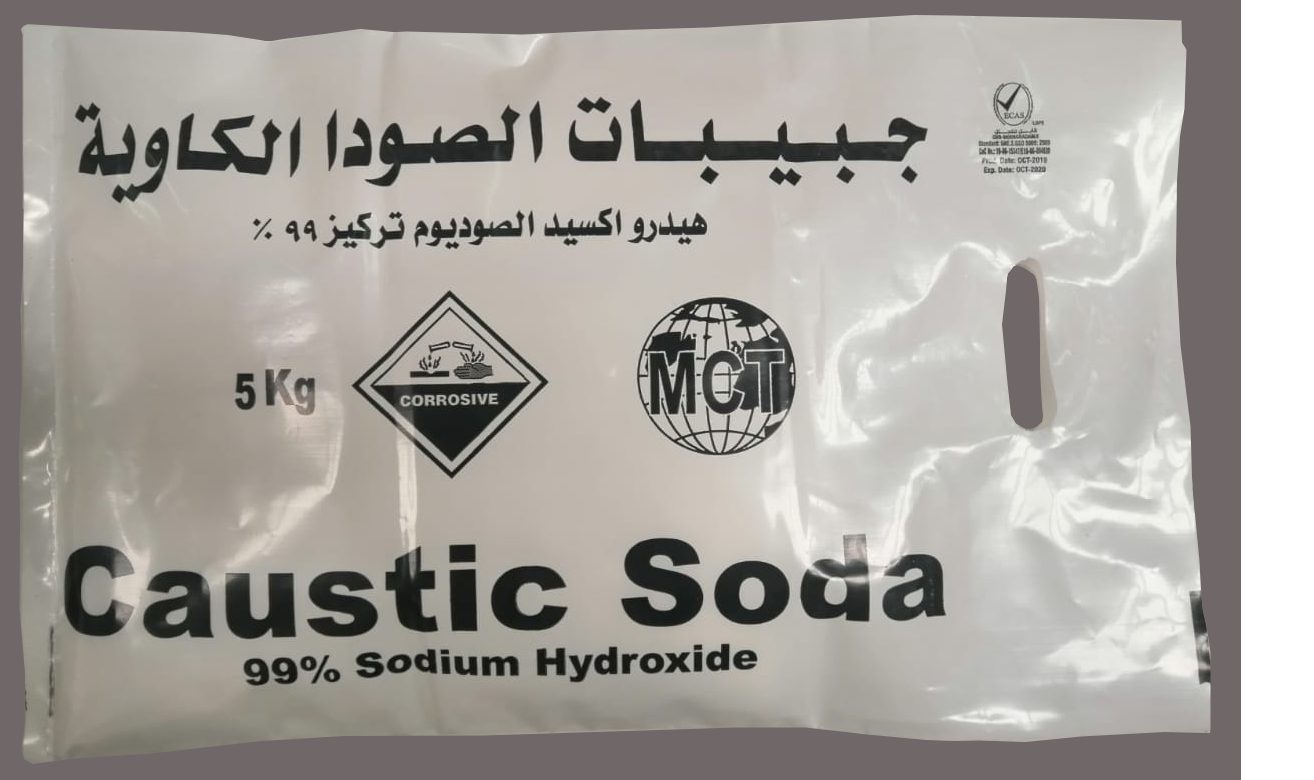 جبيبات الصودا الكاوية
هيدرو اكسيد الصوديوم تركيز ٩٩ ٪
ECAS
LDPE
Prod. Date: OCT-2019
Exp. Date: OCT-2020
5 Kg
CORROSIVE
MCT
Caustic Soda
99% Sodium Hydroxide